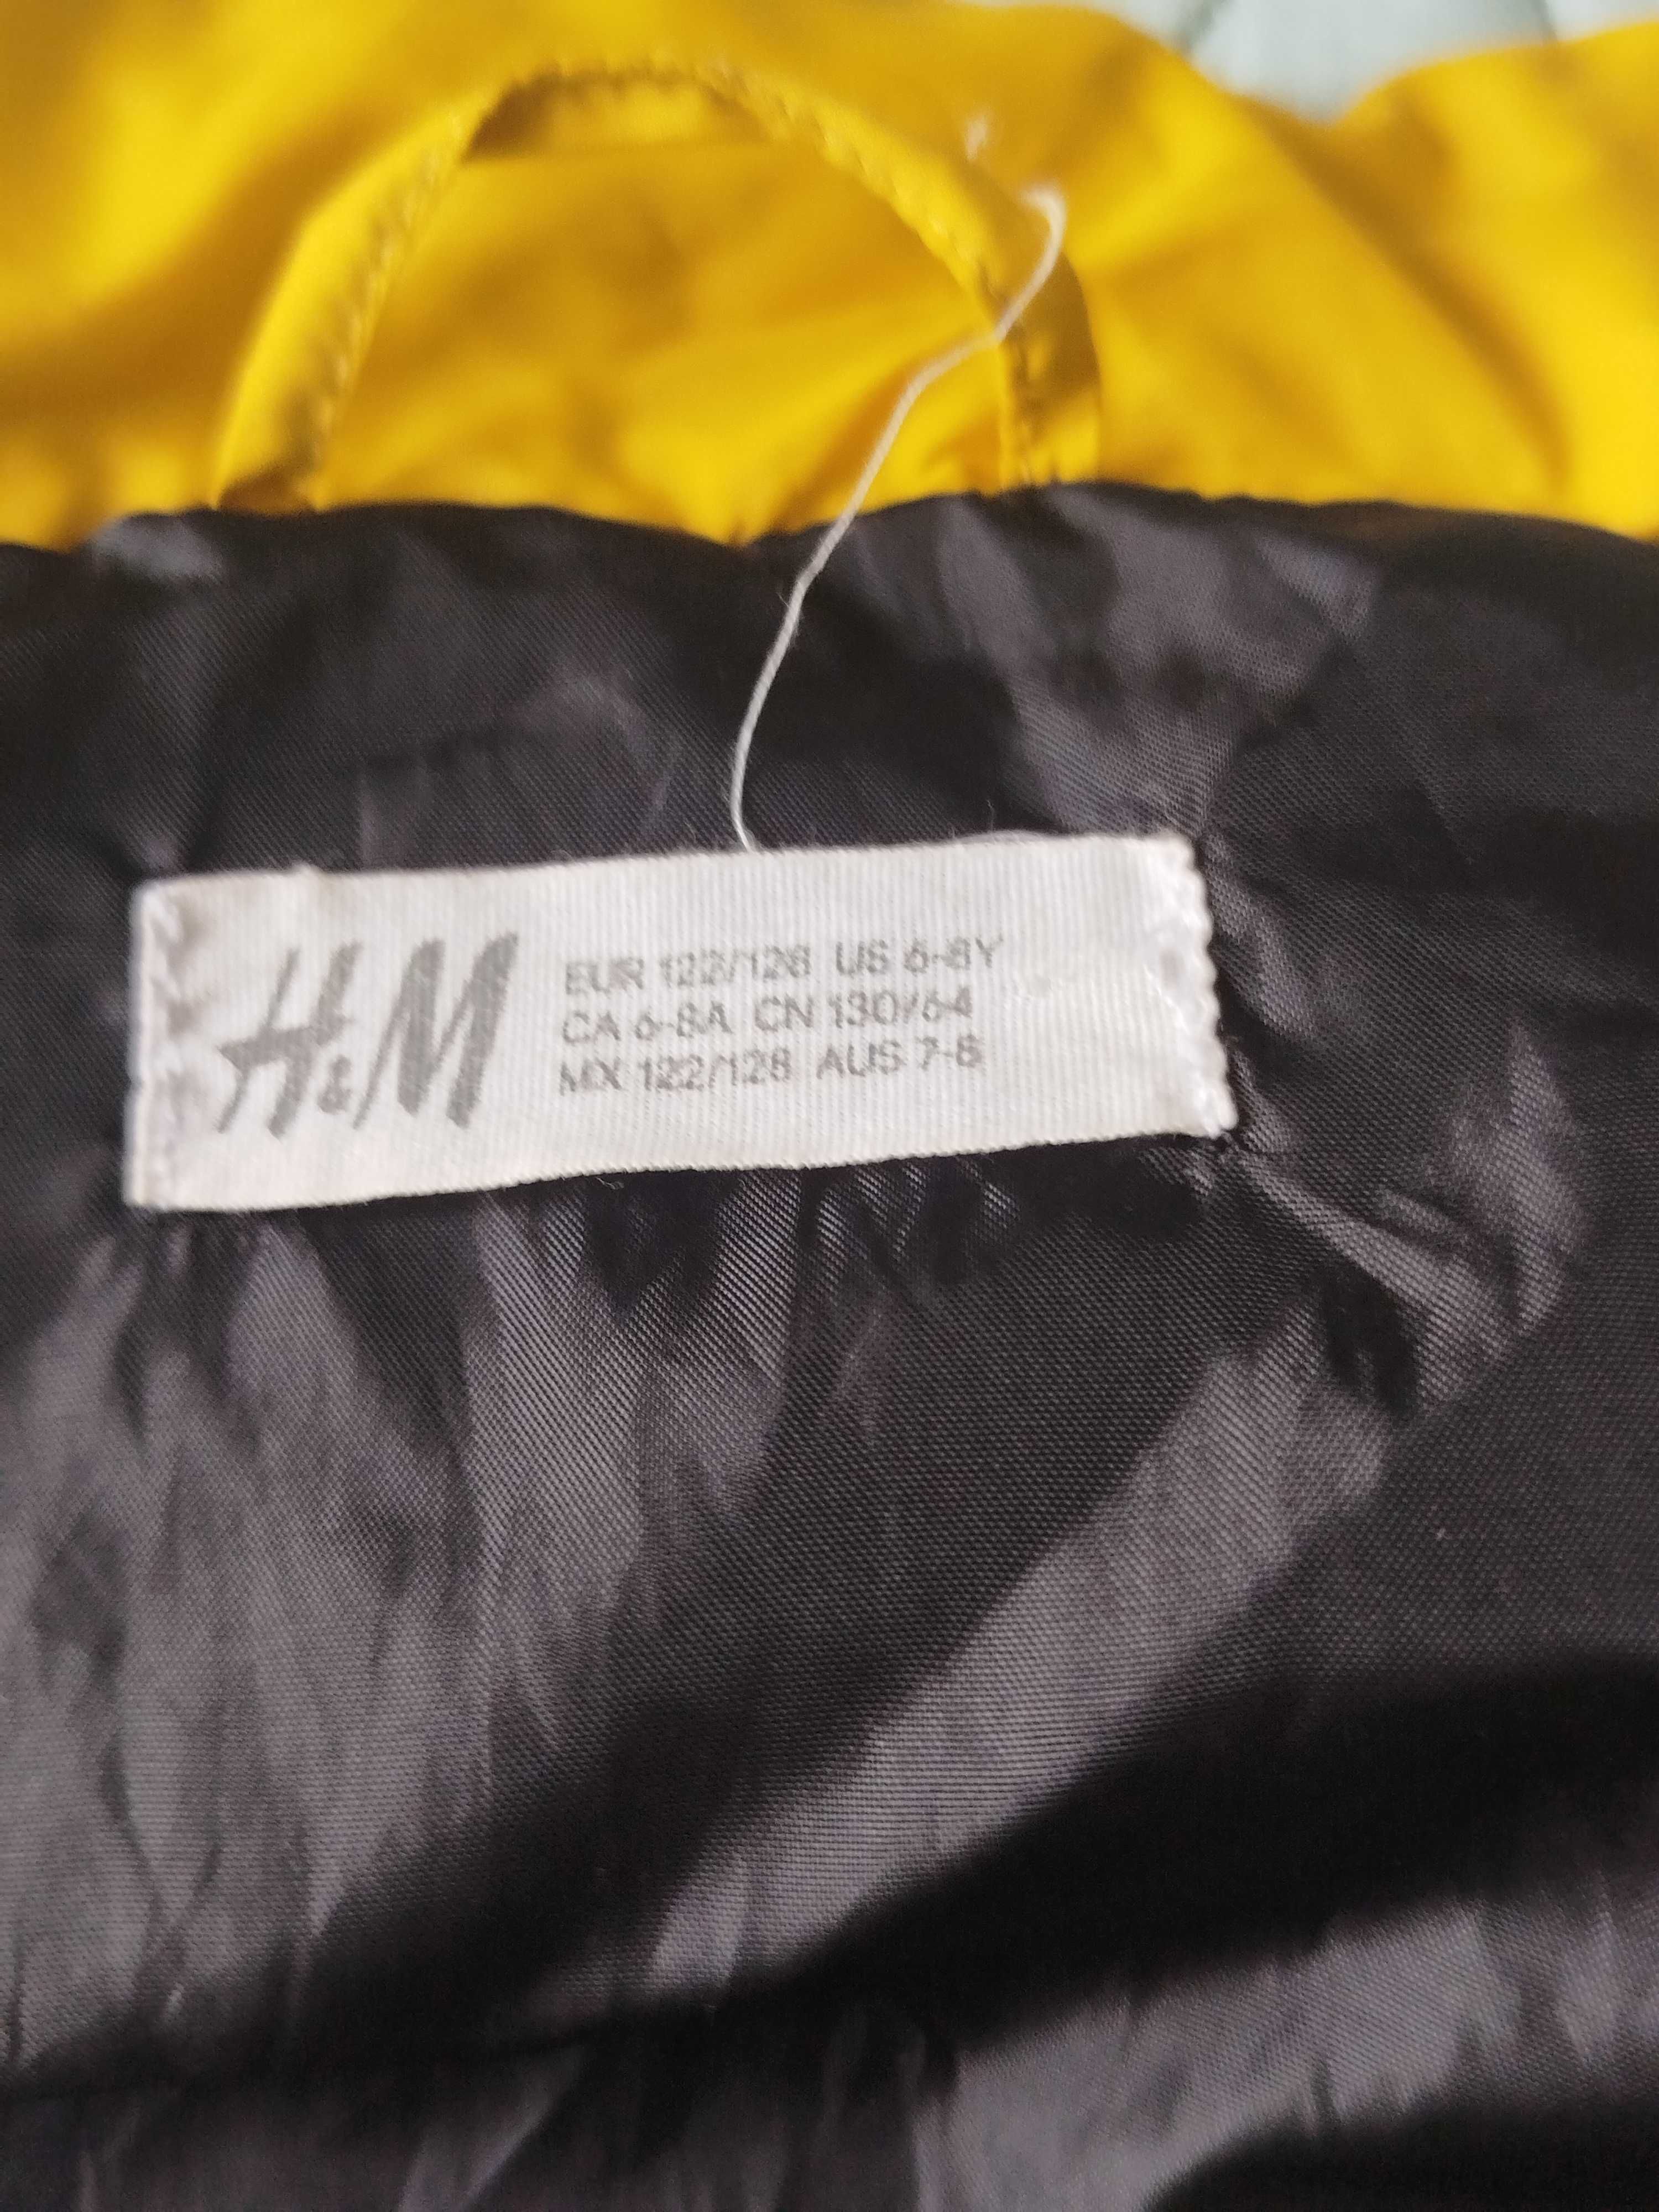 H&M
EUR 122/128 US 6-8Y
CA 6-8A CN 130/64
MX 122/128 AUS 7-8